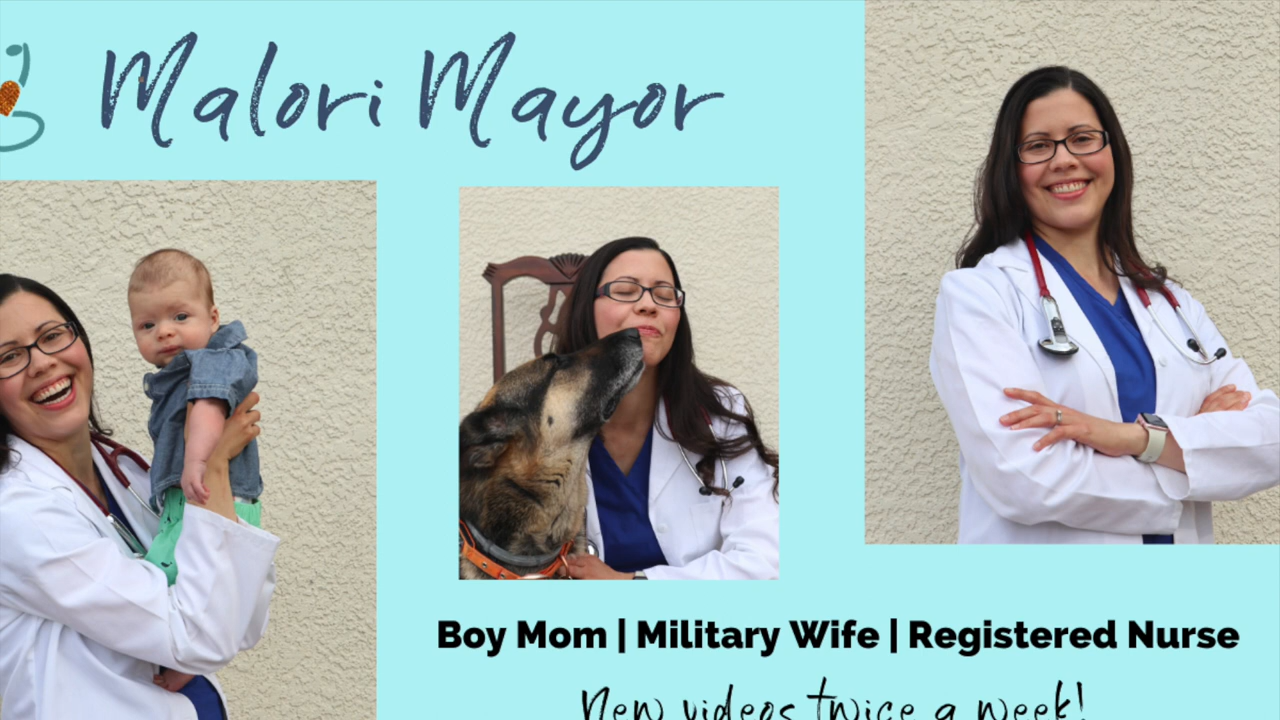 Malori Mayor
Boy Mom | Military Wife | Registered Nurse
New videos twice a week!